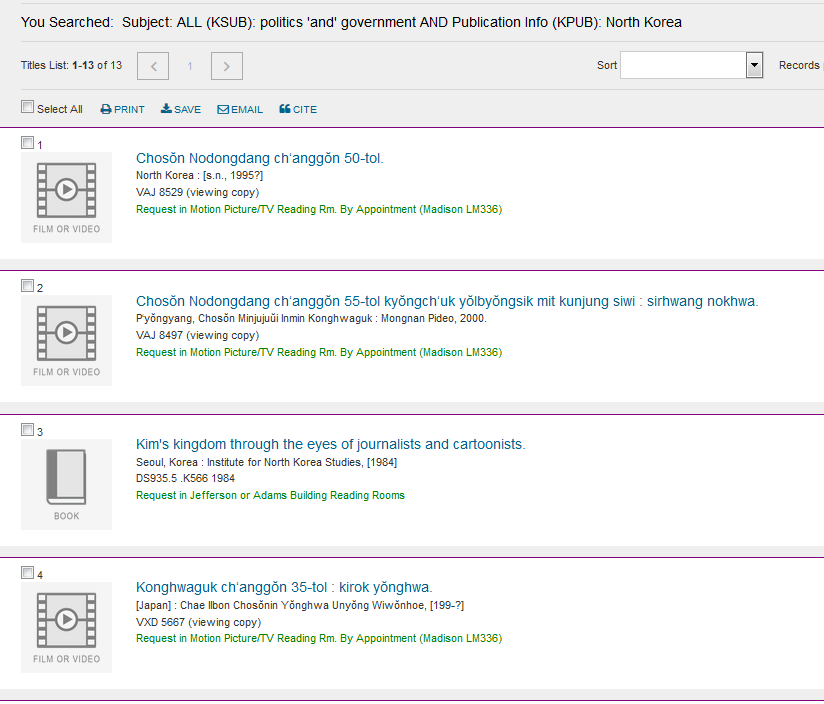 You Searched: Subject: ALL (KSUB): politics 'and' government AND Publication Info (KPUB): North Korea
Titles List: 1-13 of 13 < 1 > Sort Records
Select All PRINT SAVE EMAIL CITE
1
FILM OR VIDEO
Chosŏn Nodongdang ch‘anggŏn 50-tol.
North Korea : [s.n., 1995?]
VAJ 8529 (viewing copy)
Request in Motion Picture/TV Reading Rm. By Appointment (Madison LM336)
2
FILM OR VIDEO
Chosŏn Nodongdang ch‘anggŏn 55-tol kyŏngch‘uk yŏlbyŏngsik mit kunjung siwi : sirhwang nokhwa.
P‘yŏngyang, Chosŏn Minjujuŭi Inmin Konghwaguk : Mongnan Pideo, 2000.
VAJ 8497 (viewing copy)
Request in Motion Picture/TV Reading Rm. By Appointment (Madison LM336)
3
BOOK
Kim's kingdom through the eyes of journalists and cartoonists.
Seoul, Korea : Institute for North Korea Studies, [1984]
DS935.5 .K566 1984
Request in Jefferson or Adams Building Reading Rooms
4
FILM OR VIDEO
Konghwaguk ch‘anggŏn 35-tol : kirok yŏnghwa.
[Japan] : Chae Ilbon Chosŏnin Yŏnghwa Unyŏng Wiwŏnhoe, [199-?]
VXD 5667 (viewing copy)
Request in Motion Picture/TV Reading Rm. By Appointment (Madison LM336)